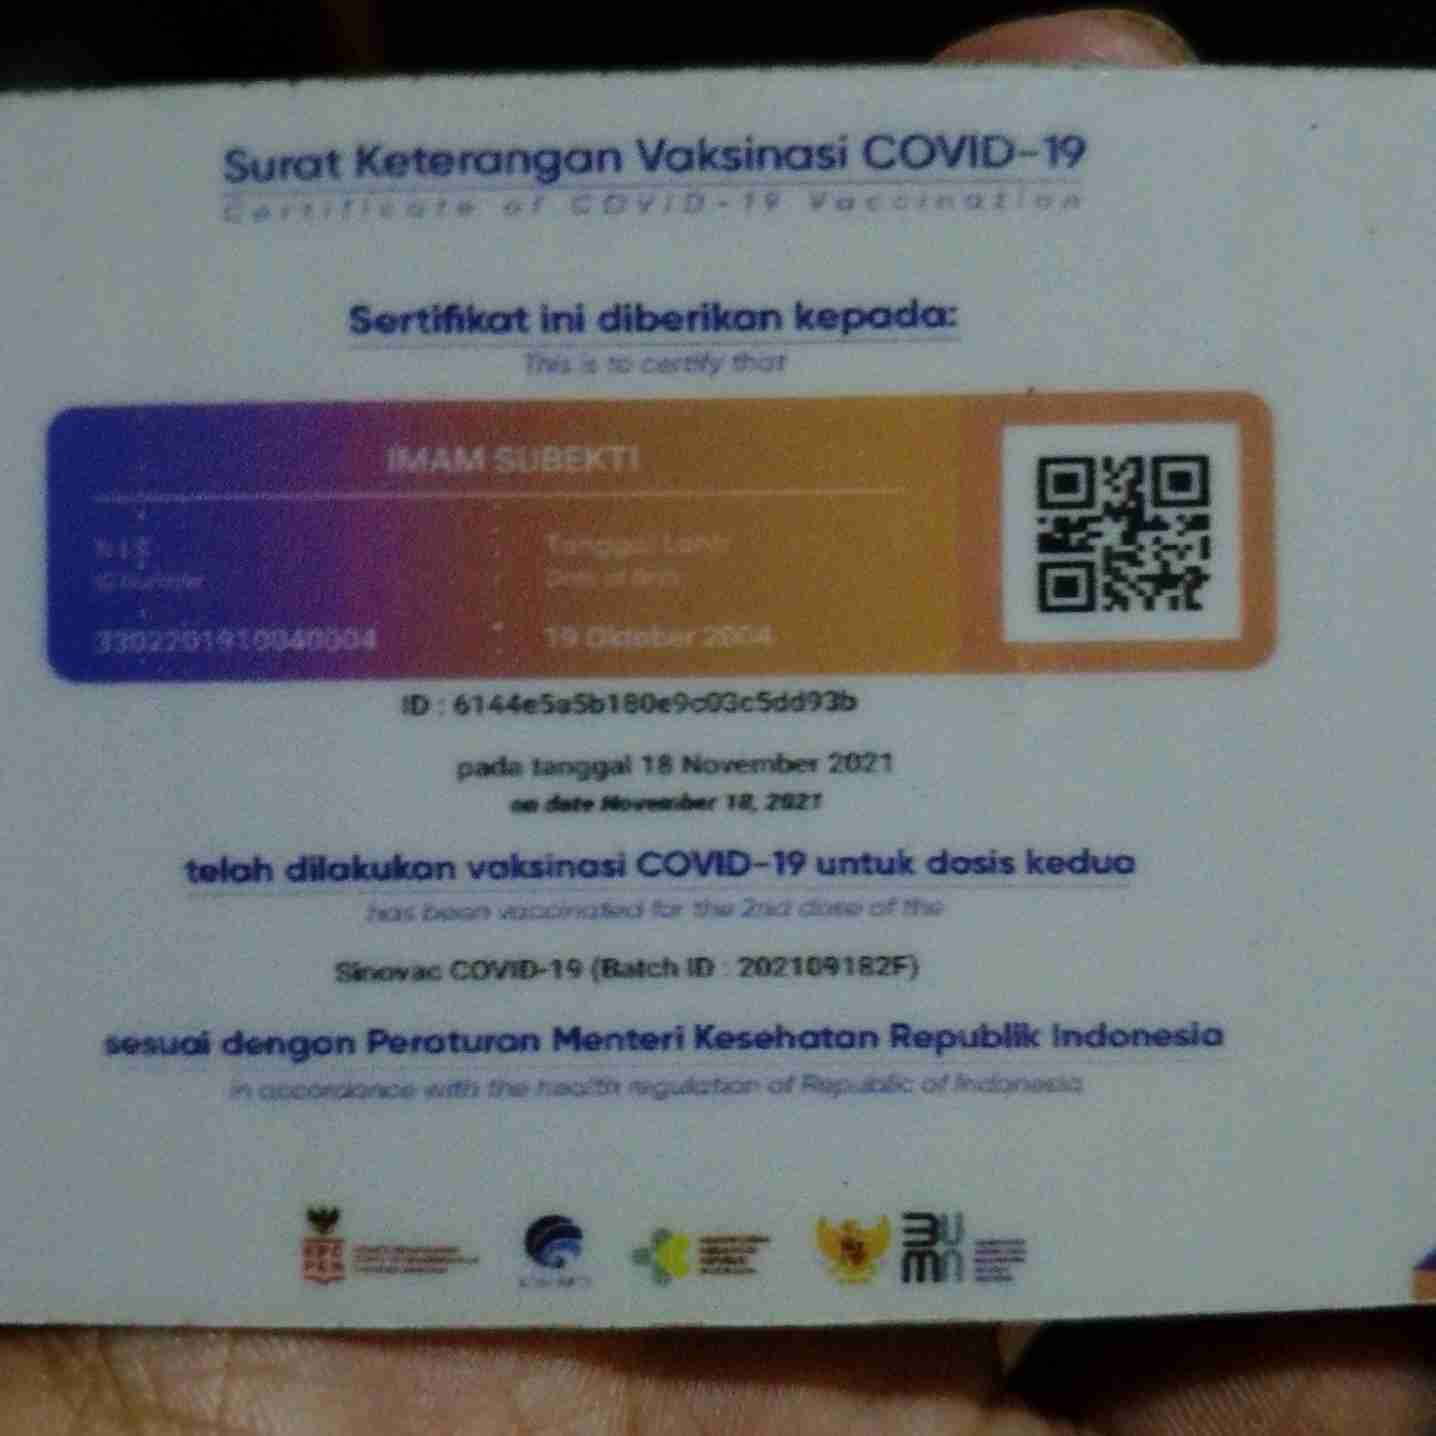 Surat Keterangan Vaksinasi COVID-19
Certificate of COVID-19 Vaccination
Sertifikat ini diberikan kepada:
This is to certify that
IMAM SUBEKTI
Tanggal Lahir
Date of Birth
3302201910040004
19 Oktober 2004
ID : 6144e5a5b180e9c03c5dd93b
pada tanggal 18 November 2021
on date November 18, 2021
telah dilakukan vaksinasi COVID-19 untuk dosis kedua
has been vaccinated for the 2nd dose of the
Sinovac COVID-19 (Batch ID : 202109182F)
sesuai dengan Peraturan Menteri Kesehatan Republik Indonesia
in accordance with the health regulation of Republic of Indonesia